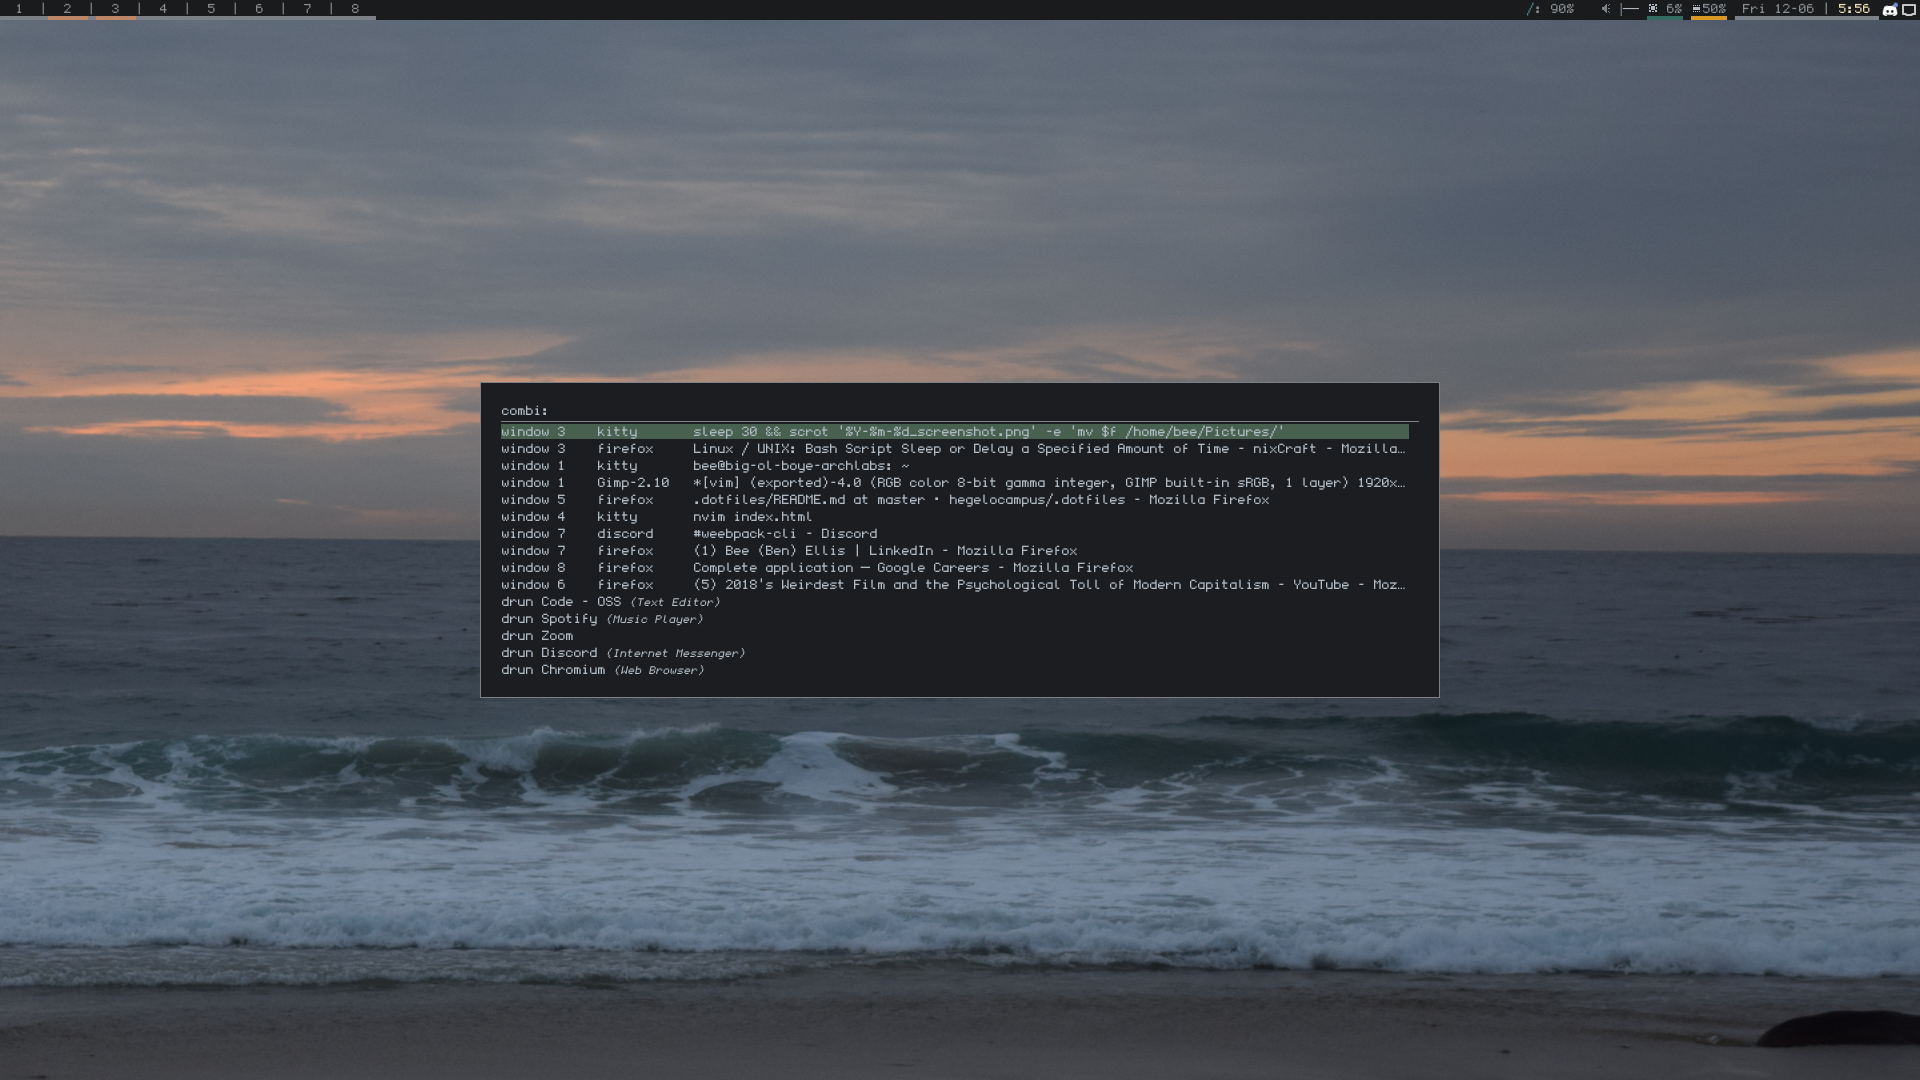 1 | 2 | 3 | 4 | 5 | 6 | 7 | 8 /: 90% 6% 50% Fri 12-06 | 5:56
combi:
window 3 kitty sleep 30 && scrot '%Y-%m-%d_screenshot.png' -e 'mv $f /home/bee/Pictures/'
window 3 firefox Linux / UNIX: Bash Script Sleep or Delay a Specified Amount of Time - nixCraft - Mozilla…
window 1 kitty bee@big-ol-boye-archlabs: ~
window 1 Gimp-2.10 *[vim] (exported)-4.0 (RGB color 8-bit gamma integer, GIMP built-in sRGB, 1 layer) 1920x…
window 5 firefox .dotfiles/README.md at master · hegelocampus/.dotfiles - Mozilla Firefox
window 4 kitty nvim index.html
window 7 discord #weebpack-cli - Discord
window 7 firefox (1) Bee (Ben) Ellis | LinkedIn - Mozilla Firefox
window 8 firefox Complete application — Google Careers - Mozilla Firefox
window 6 firefox (5) 2018's Weirdest Film and the Psychological Toll of Modern Capitalism - YouTube - Moz…
drun Code - OSS (Text Editor)
drun Spotify (Music Player)
drun Zoom
drun Discord (Internet Messenger)
drun Chromium (Web Browser)